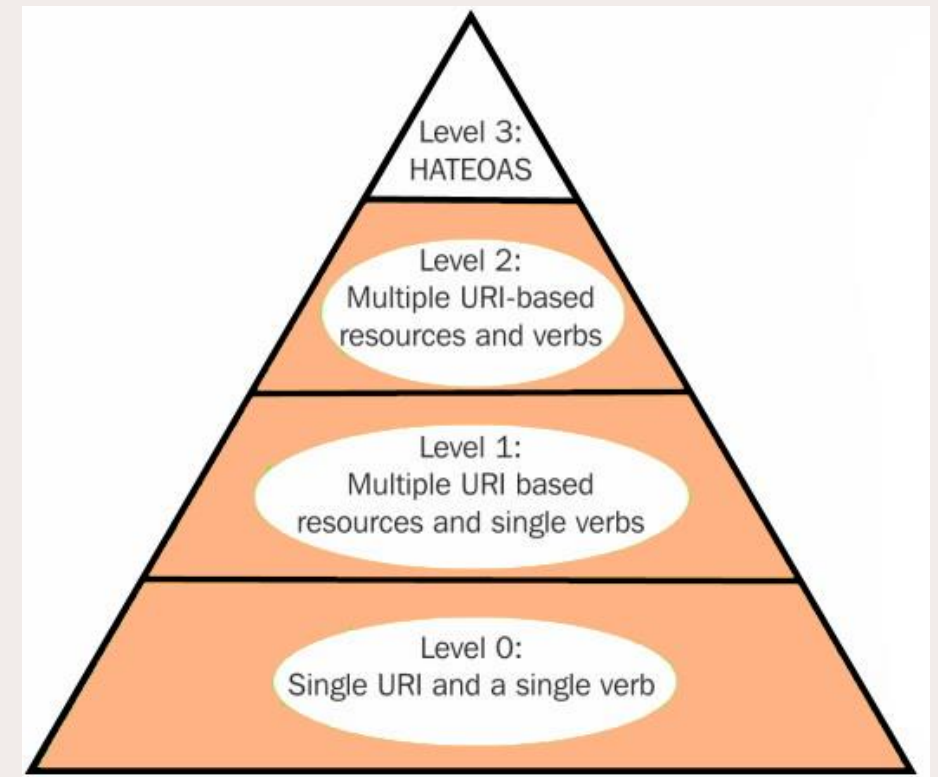 Level 3:
HATEOAS
Level 2:
Multiple URI-based
resources and verbs
Level 1:
Multiple URI based
resources and single verbs
Level 0:
Single URI and a single verb